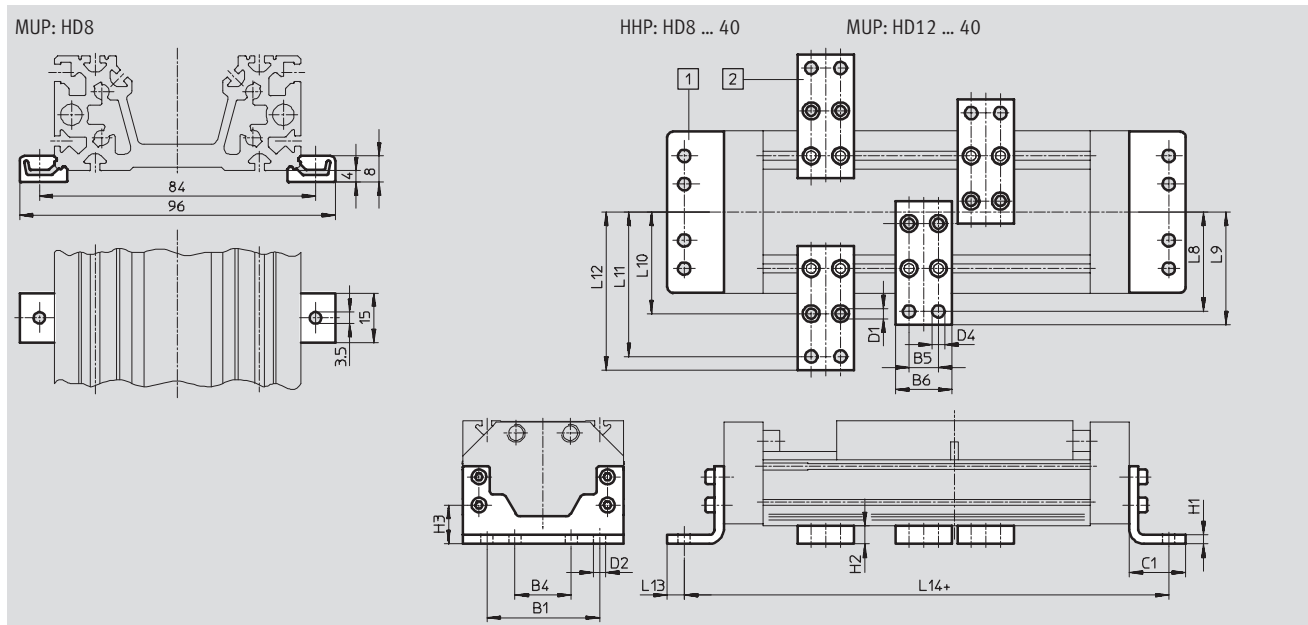 MUP: HD8
HHP: HD8 ... 40
MUP: HD12 ... 40
1
2
4
8
84
96
15
3.5
L12
L11
L10
D1
D4
B5
B6
L8
L9
H3
D2
B4
B1
H2
H1
C1
L13
L14+